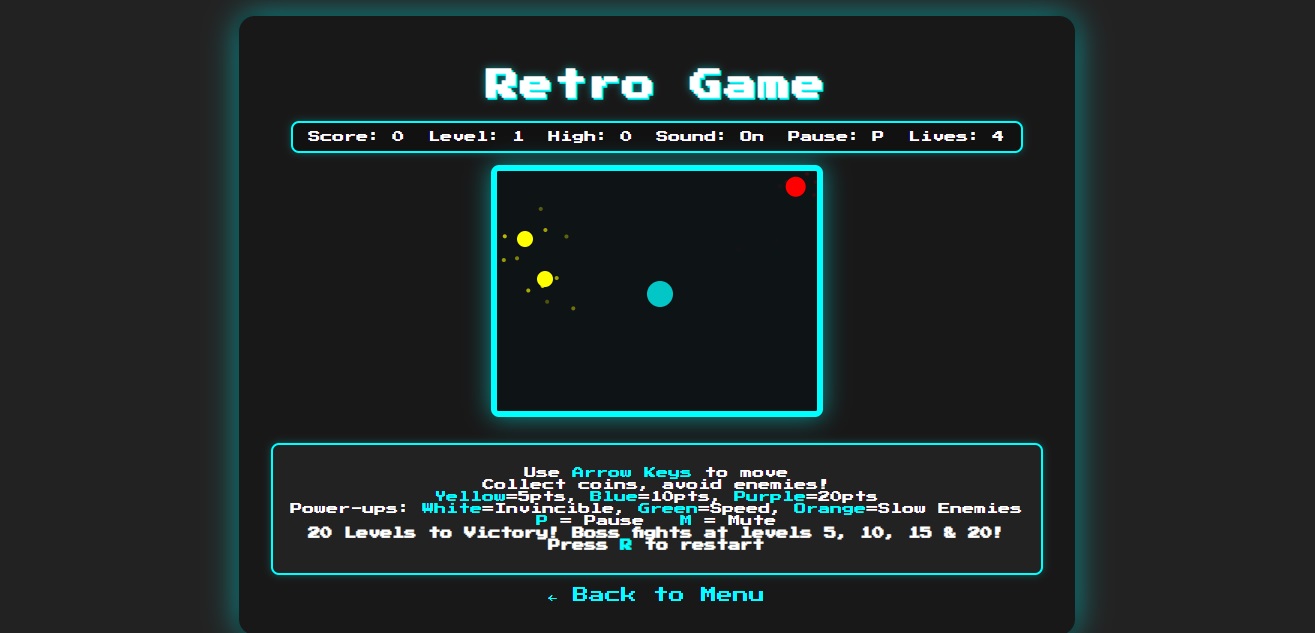 Retro Game
Score: 0 Level: 1 High: 0 Sound: On Pause: P Lives: 4
Use Arrow Keys to move
Collect coins, avoid enemies!
Yellow=5pts, Blue=10pts, Purple=20pts
Power-ups: White=Invincible, Green=Speed, Orange=Slow Enemies
P = Pause M = Mute
20 Levels to Victory! Boss fights at levels 5, 10, 15 & 20!
Press R to restart
← Back to Menu